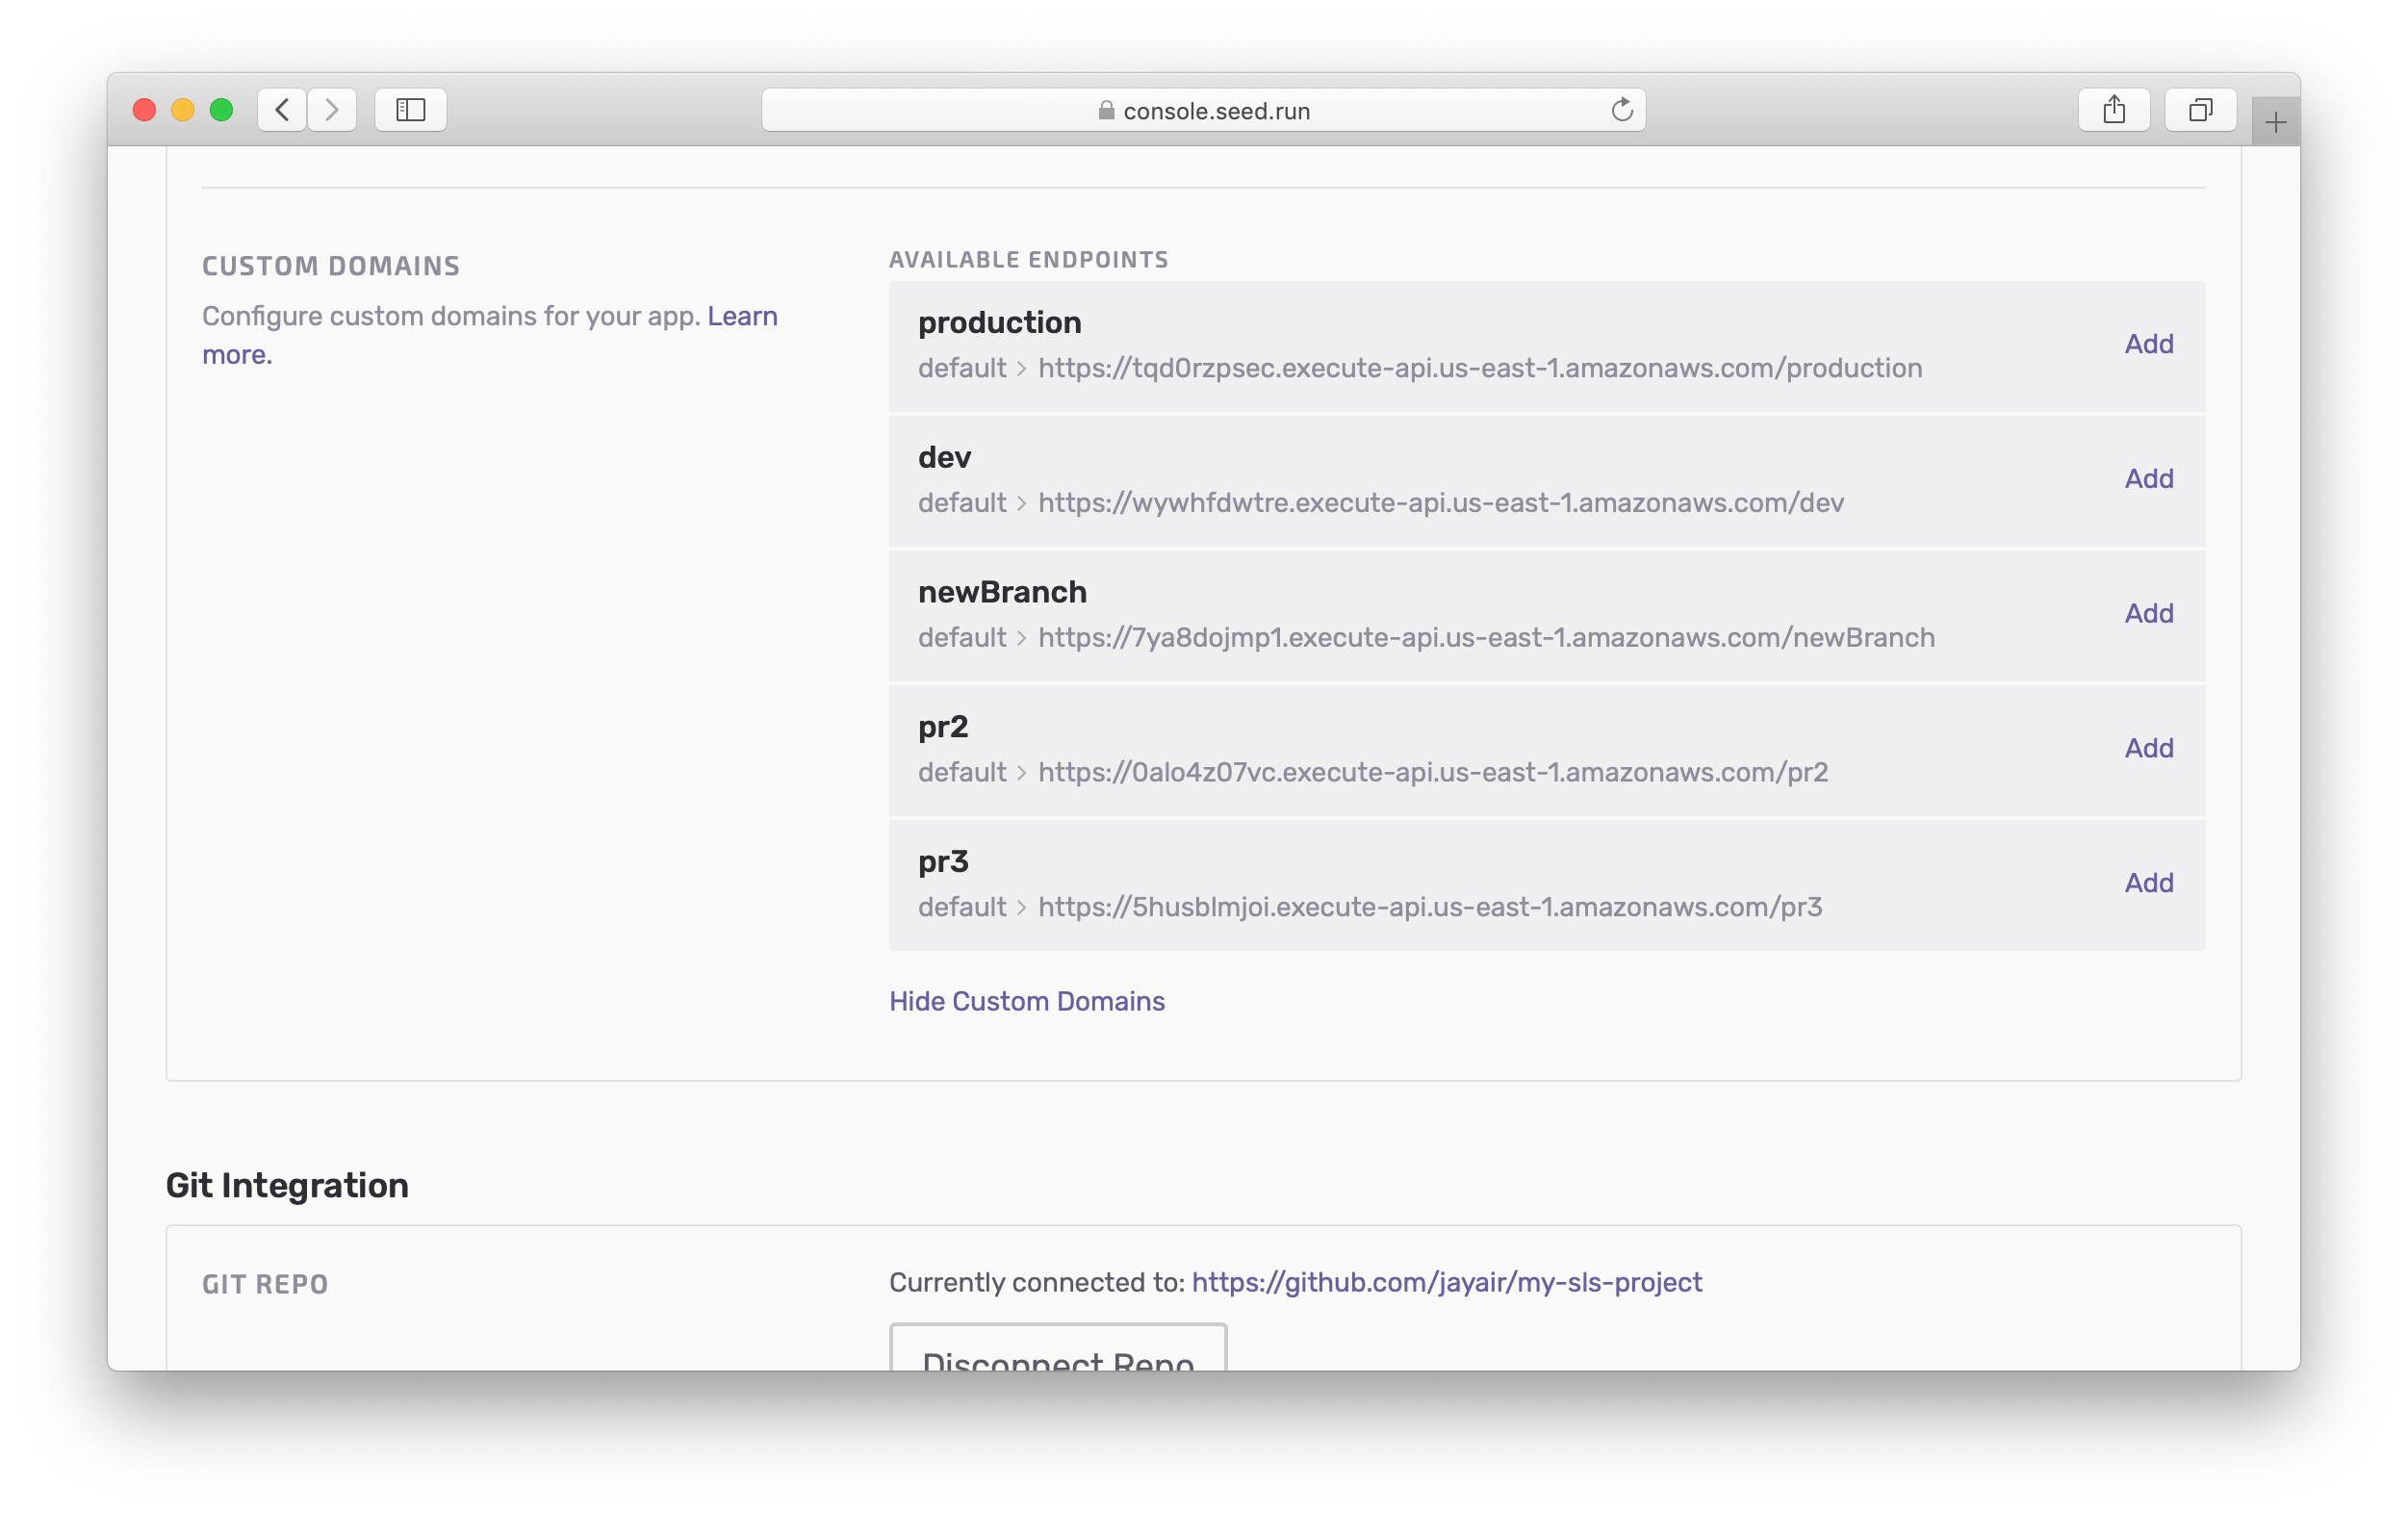 console.seed.run
CUSTOM DOMAINS
Configure custom domains for your app. Learn
more.
AVAILABLE ENDPOINTS
production
default > https://tqd0rzpsec.execute-api.us-east-1.amazonaws.com/production
Add
dev
default > https://wywhfdwtre.execute-api.us-east-1.amazonaws.com/dev
Add
newBranch
default > https://7ya8dojmp1.execute-api.us-east-1.amazonaws.com/newBranch
Add
pr2
default > https://0alo4z07vc.execute-api.us-east-1.amazonaws.com/pr2
Add
pr3
default > https://5husblmjoi.execute-api.us-east-1.amazonaws.com/pr3
Add
Hide Custom Domains
Git Integration
GIT REPO
Currently connected to: https://github.com/jayair/my-sls-project
Disconnect Repo